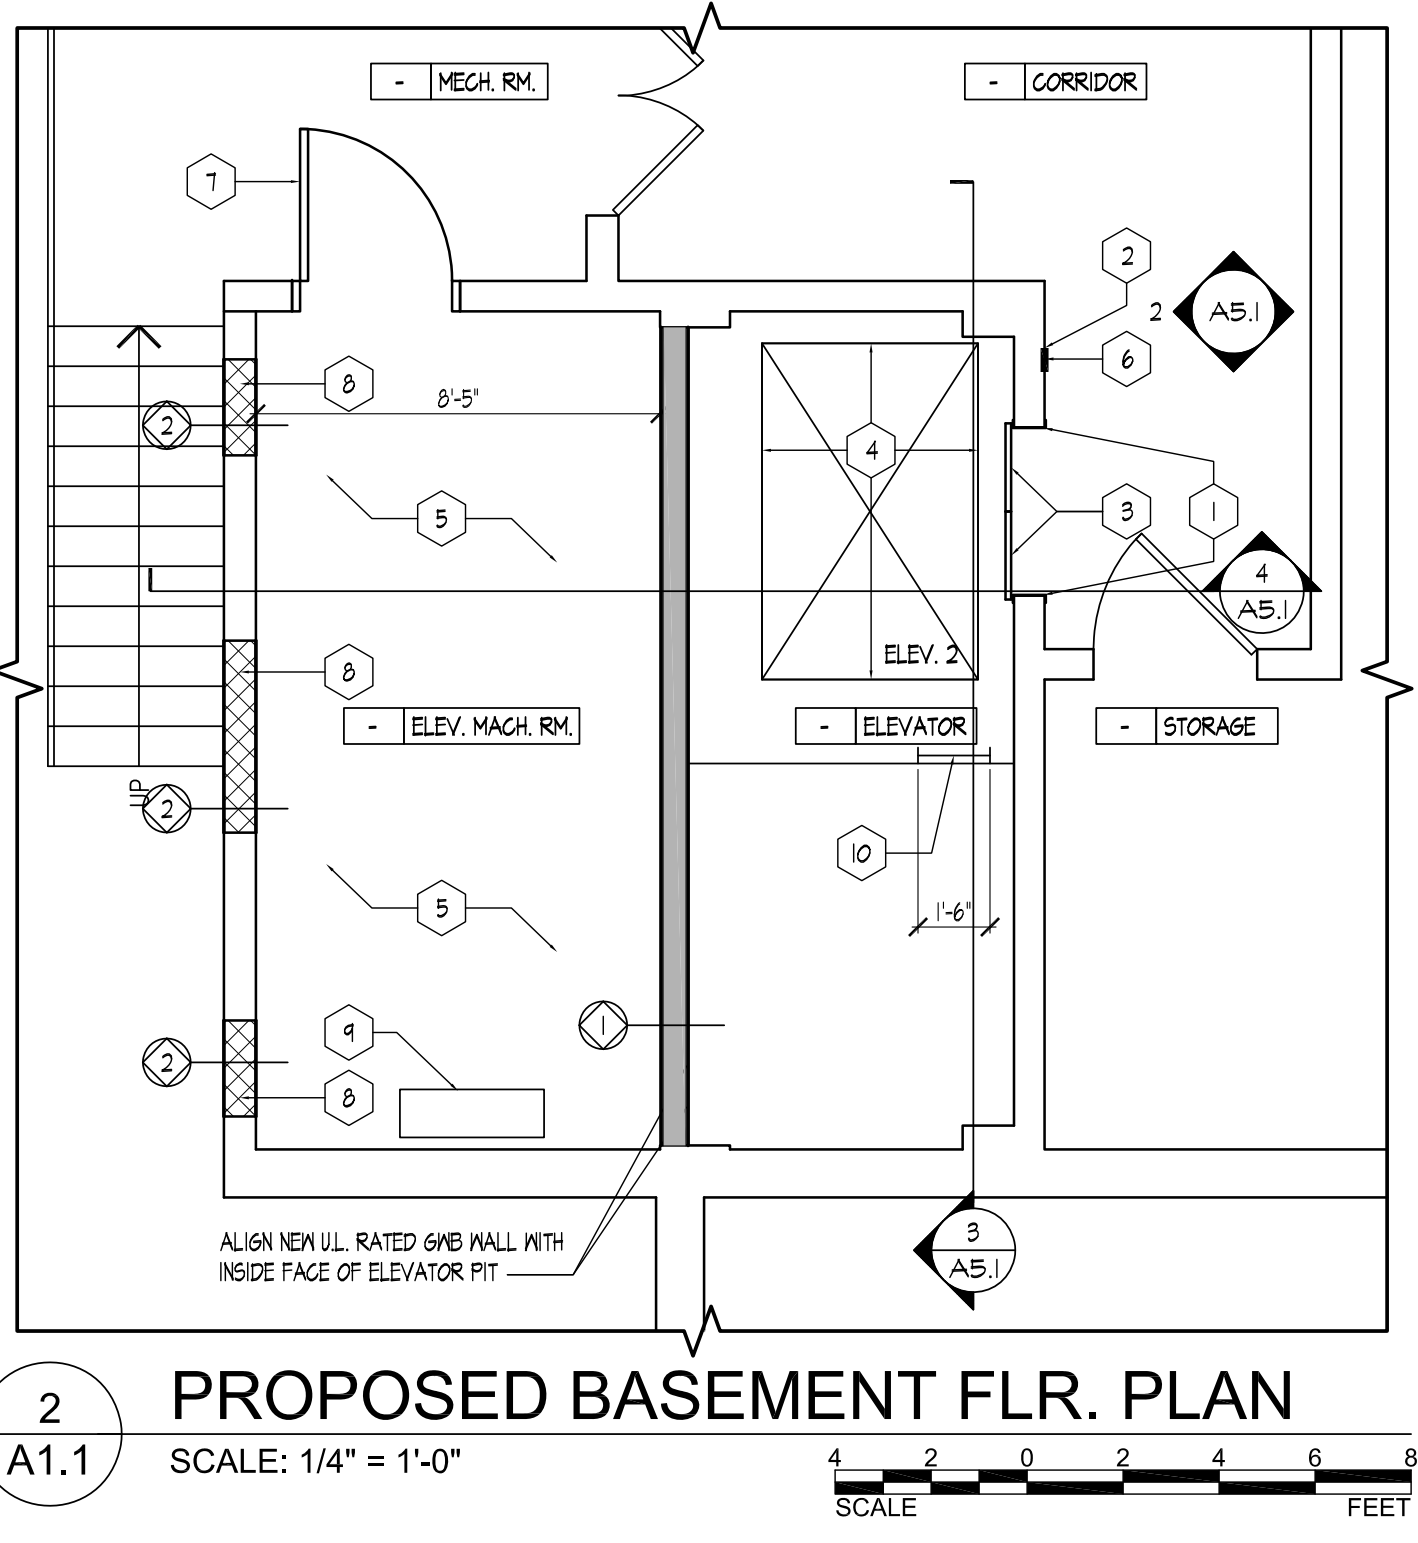 - MECH. RM.
- CORRIDOR
7
2
2 A5.1
6
8
8'-5"
2
4
5
3
1
4
A5.1
ELEV. 2
8
- ELEV. MACH. RM.
- ELEVATOR
- STORAGE
UP
2
10
5
1'-6"
9
1
2
8
ALIGN NEW U.L. RATED GWB WALL WITH
INSIDE FACE OF ELEVATOR PIT
3
A5.1
2
A1.1
PROPOSED BASEMENT FLR. PLAN
SCALE: 1/4" = 1'-0"
4 2 0 2 4 6 8
SCALE FEET